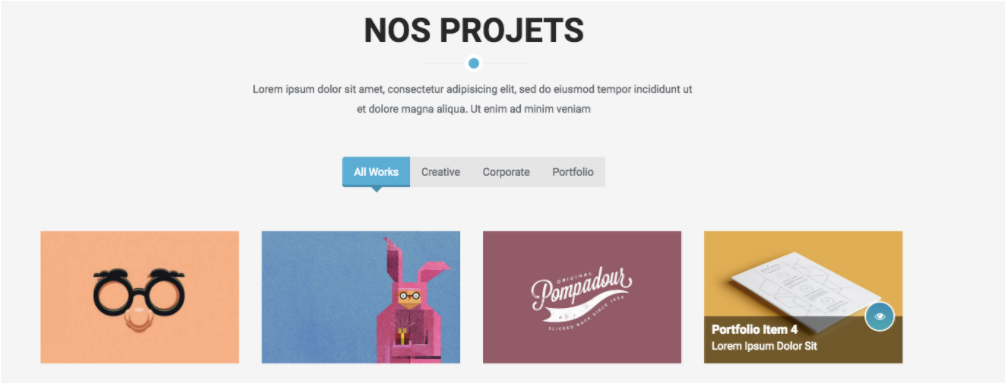 NOS PROJETS
Lorem ipsum dolor sit amet, consectetur adipisicing elit, sed do eiusmod tempor incididunt ut
et dolore magna aliqua. Ut enim ad minim veniam
All Works Creative Corporate Portfolio
ORIGINAL
Pompadour
SLICKED BACK SINCE 1956
Portfolio Item 4
Lorem Ipsum Dolor Sit